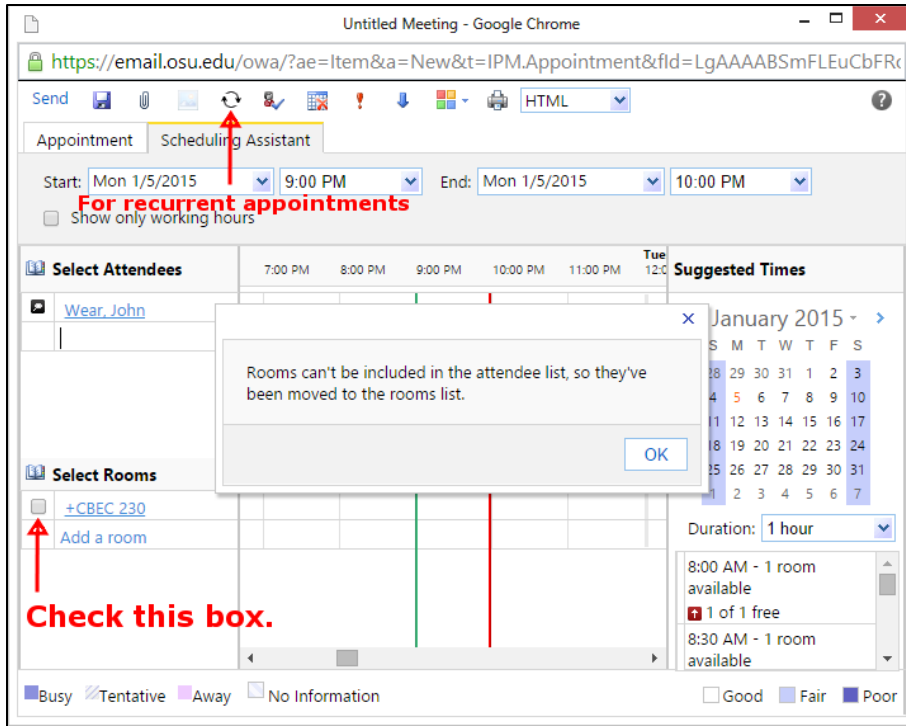 Untitled Meeting - Google Chrome
https://email.osu.edu/owa/?ae=Item&a=New&t=IPM.Appointment&fId=LgAAAABSmFLEuCbFRc
Send HTML
Appointment Scheduling Assistant
Start: Mon 1/5/2015 9:00 PM End: Mon 1/5/2015 10:00 PM
For recurrent appointments
Show only working hours
Select Attendees
7:00 PM 8:00 PM 9:00 PM 10:00 PM 11:00 PM
Tue
12:0
Suggested Times
Wear, John
January 2015
S M T W T F S
28 29 30 31 1 2 3
4 5 6 7 8 9 10
11 12 13 14 15 16 17
18 19 20 21 22 23 24
25 26 27 28 29 30 31
1 2 3 4 5 6 7
Rooms can't be included in the attendee list, so they've
been moved to the rooms list.
OK
Select Rooms
+CBEC 230
Add a room
Check this box.
Duration: 1 hour
8:00 AM - 1 room
available
1 of 1 free
8:30 AM - 1 room
available
Busy Tentative Away No Information
Good Fair Poor